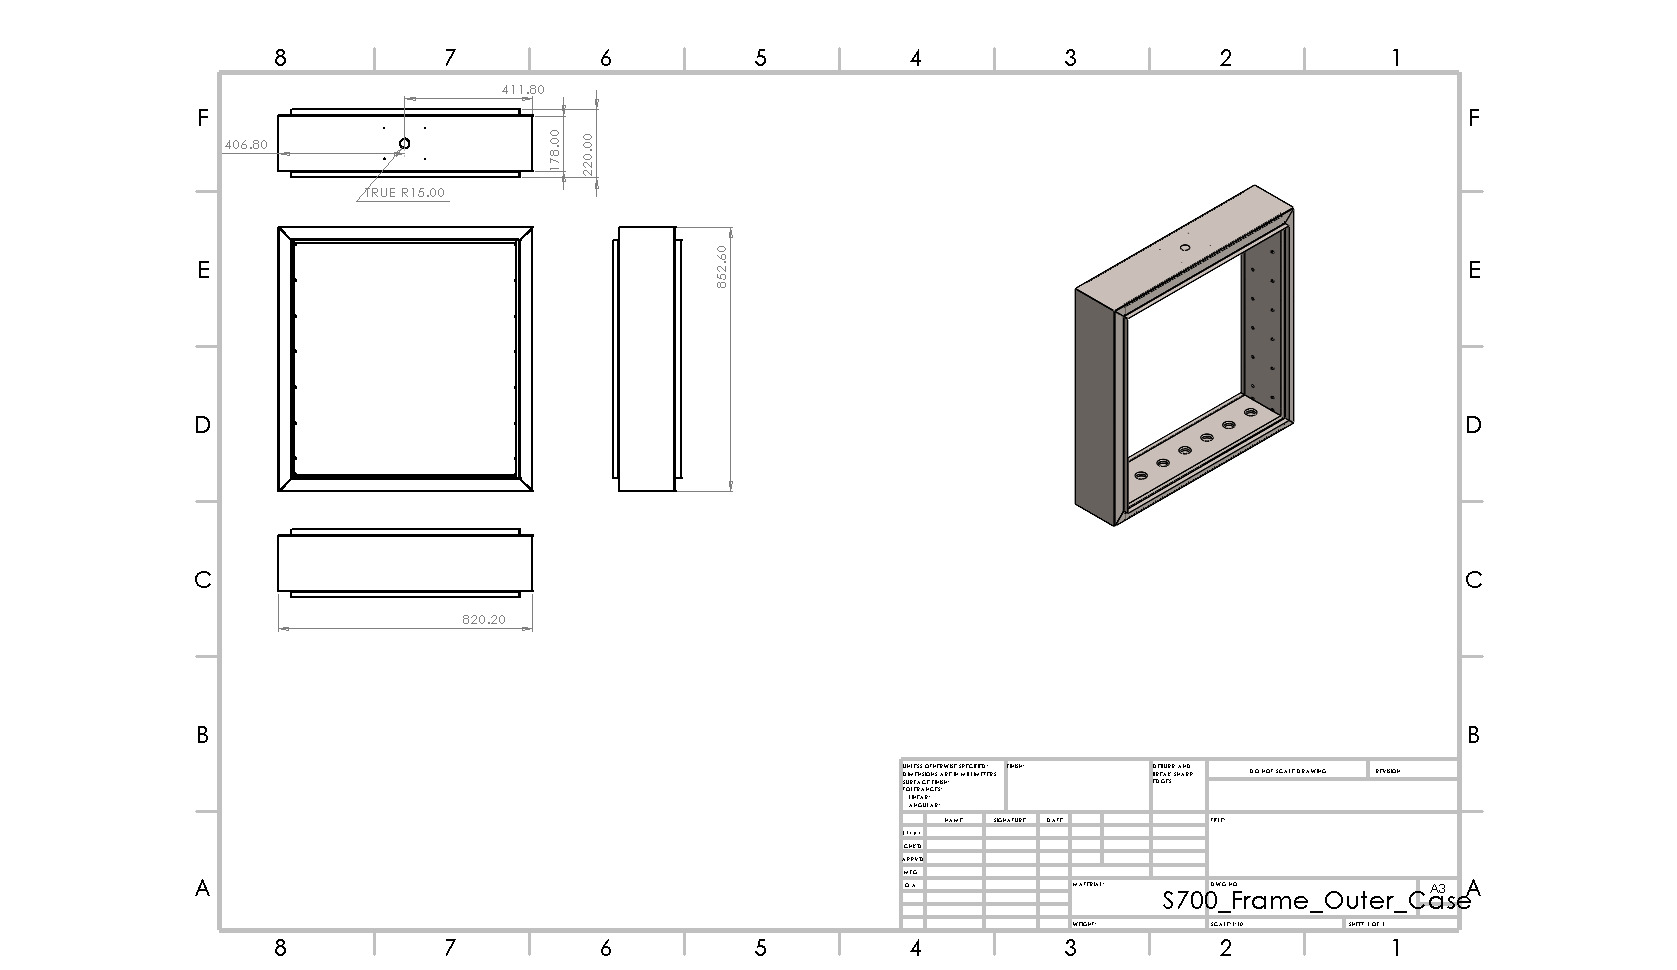 8 7 6 5 4 3 2 1
F F
E E
D D
C C
B B
A A
411.80
406.80
178.00
220.00
TRUE R15.00
852.60
820.20
UNLESS OTHERWISE SPECIFIED:
DIMENSIONS ARE IN MILLIMETERS
SURFACE FINISH:
TOLERANCES:
LINEAR:
ANGULAR:
FINISH:
DEBURR AND
BREAK SHARP
EDGES
DO NOT SCALE DRAWING
REVISION
NAME
SIGNATURE
DATE
TITLE:
CHK'D
APPV'D
MFG
Q.A
MATERIAL:
DWG NO.
A3
S700_Frame_Outer_Case
WEIGHT:
SCALE:1:10
SHEET 1 OF 1
8 7 6 5 4 3 2 1